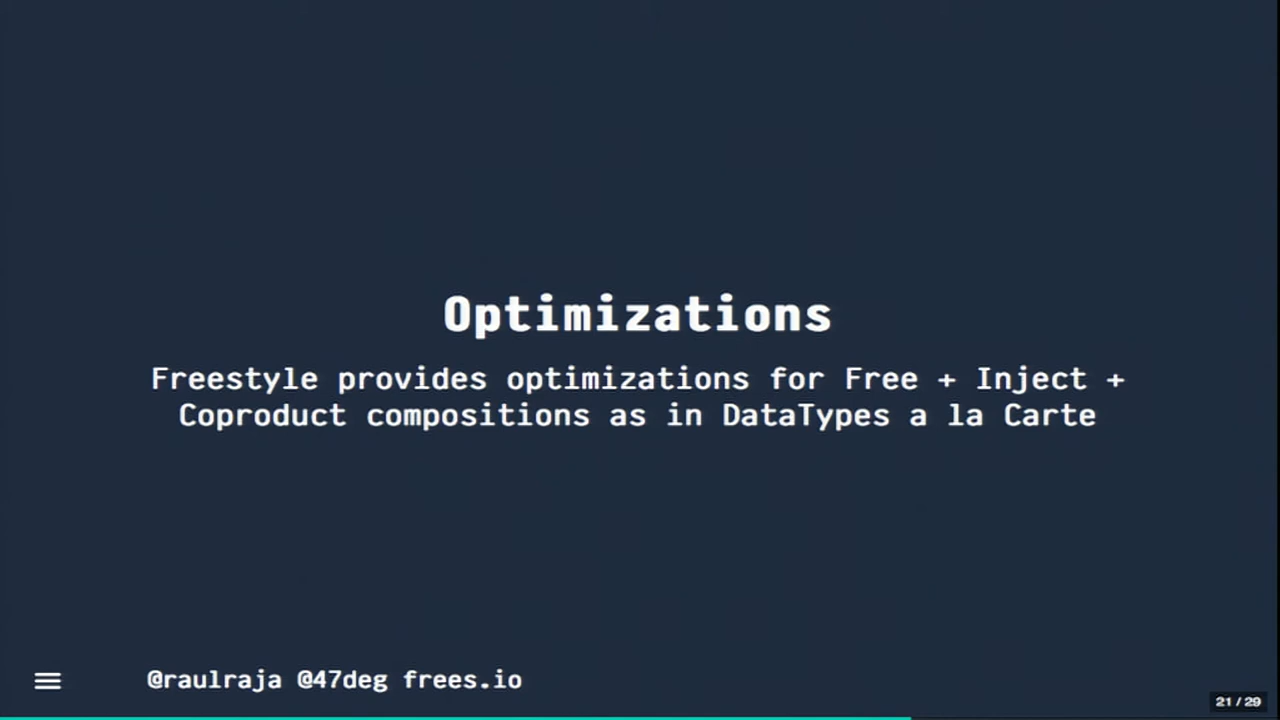 Optimizations
Freestyle provides optimizations for Free + Inject +
Coproduct compositions as in DataTypes a la Carte
@raulraja @47deg frees.io
21 / 29